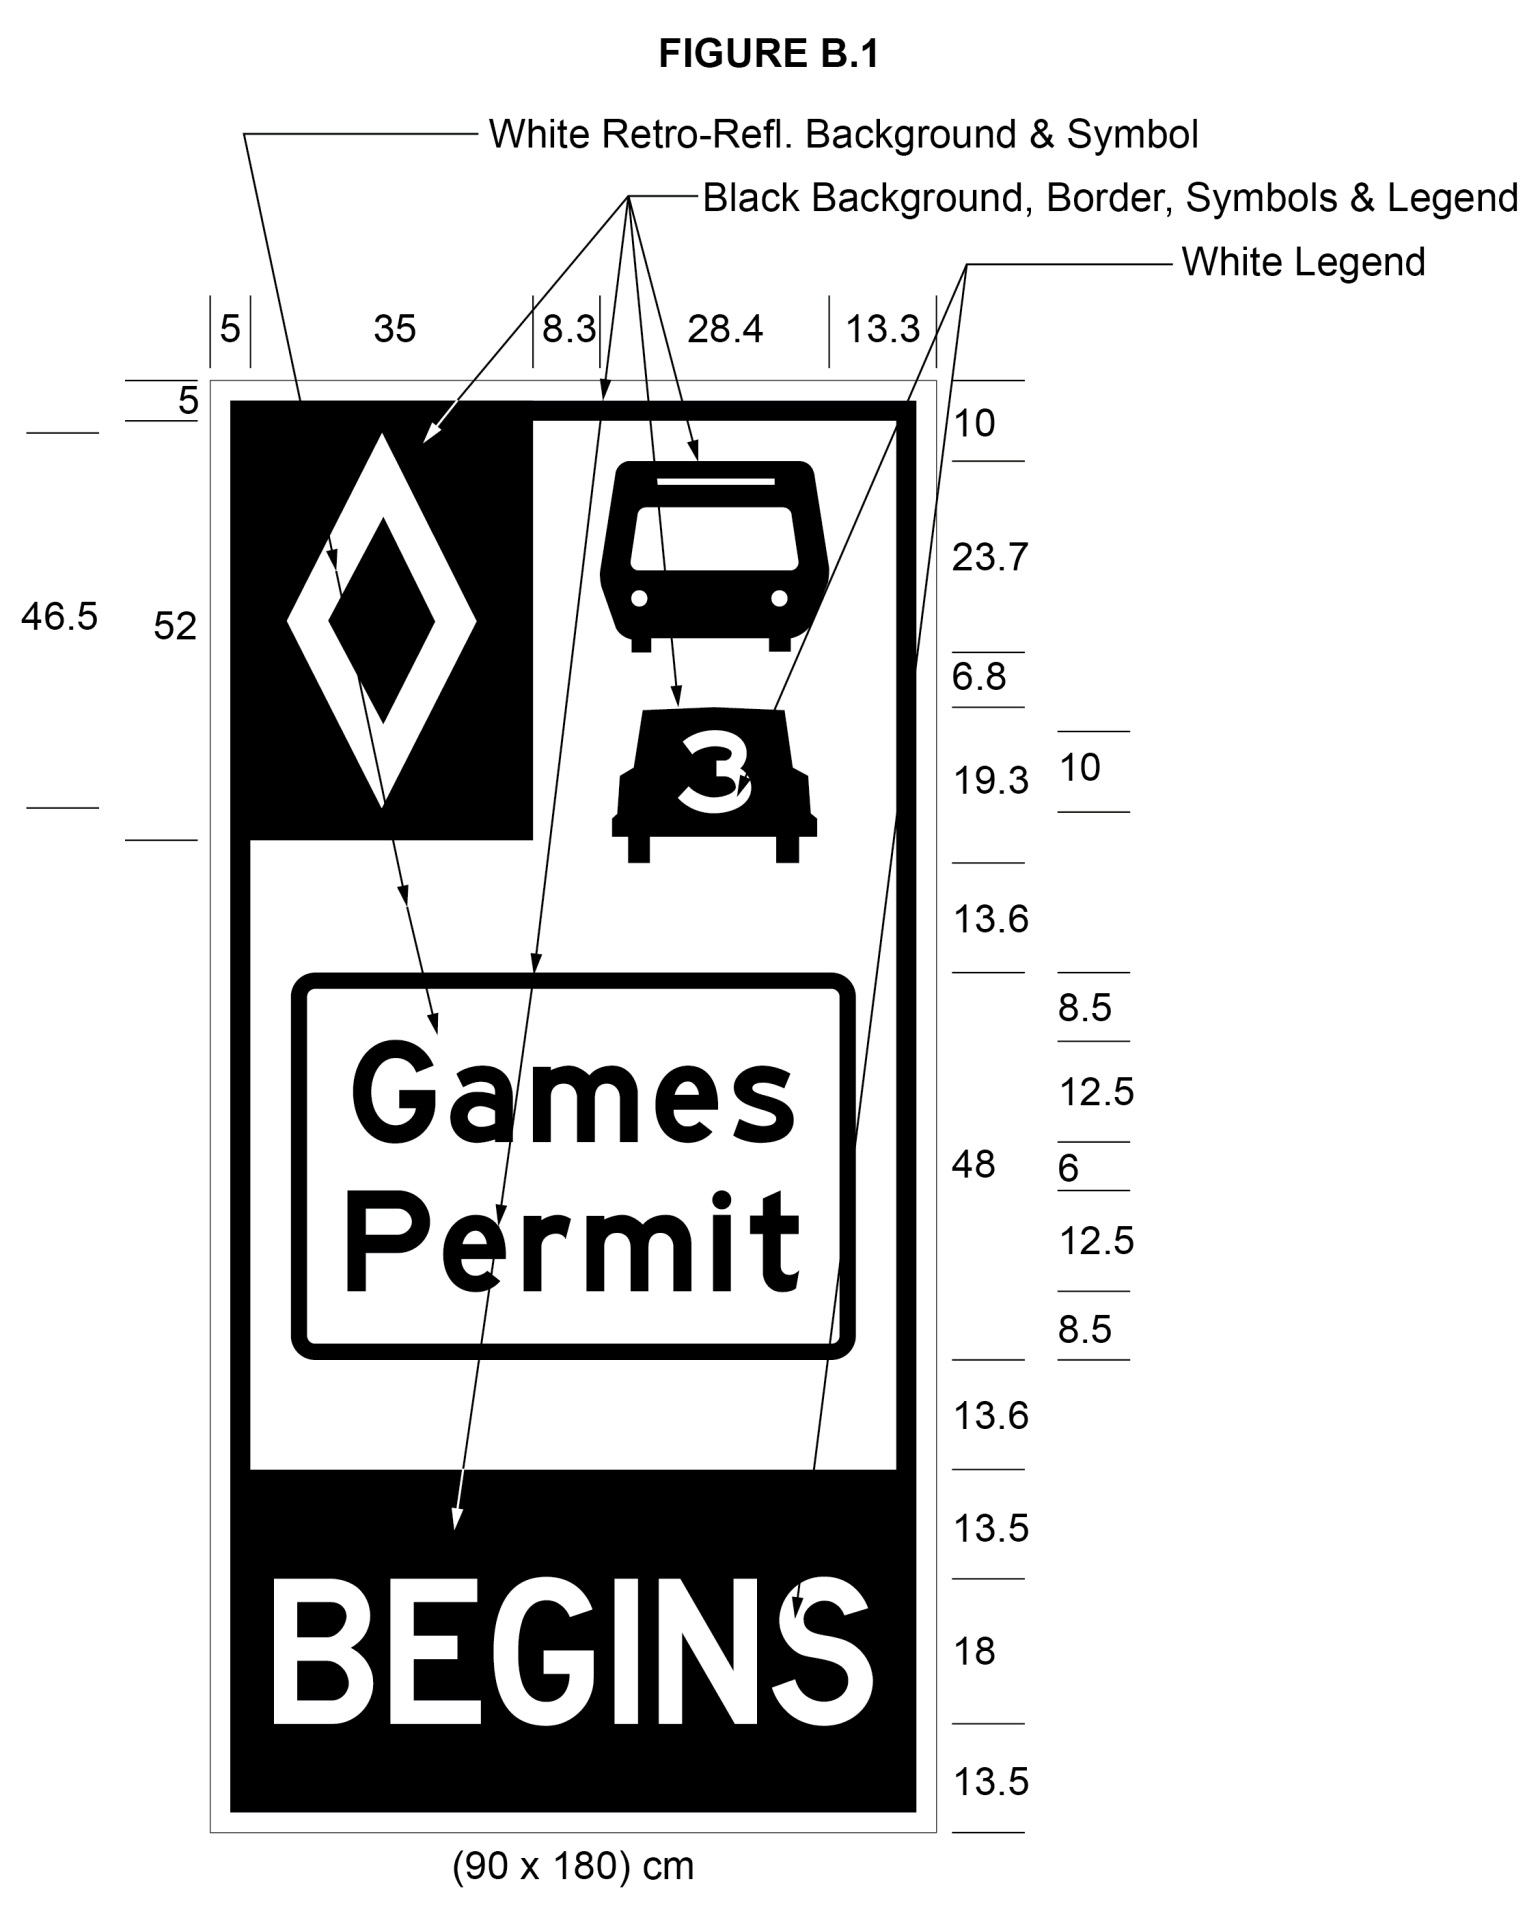 FIGURE B.1
White Retro-Refl. Background & Symbol
Black Background, Border, Symbols & Legend
White Legend
5 35 8.3 28.4 13.3
5
10
23.7
46.5 52
6.8
3
19.3 10
13.6
8.5
Games
12.5
48 6
Permit
12.5
8.5
13.6
13.5
BEGINS
18
13.5
(90 x 180) cm